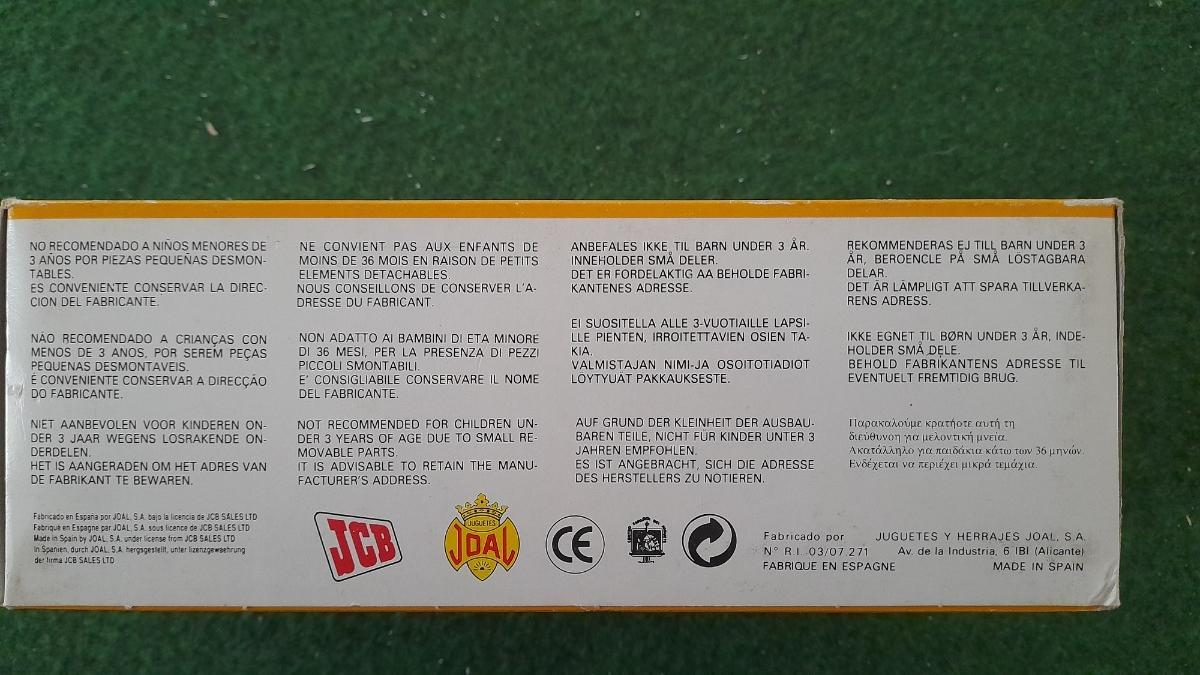 NO RECOMENDADO A NIÑOS MENORES DE
3 AÑOS POR PIEZAS PEQUEÑAS DESMON-
TABLES.
ES CONVENIENTE CONSERVAR LA DIREC-
CION DEL FABRICANTE.
NÃO RECOMENDADO A CRIANÇAS COM
MENOS DE 3 ANOS, POR SEREM PEÇAS
PEQUENAS DESMONTAVEIS.
É CONVENIENTE CONSERVAR A DIRECÇÃO
DO FABRICANTE.
NIET AANBEVOLEN VOOR KINDEREN ON-
DER 3 JAAR WEGENS LOSRAKENDE ON-
DERDELEN.
HET IS AANGERADEN OM HET ADRES VAN
DE FABRIKANT TE BEWAREN.
NE CONVIENT PAS AUX ENFANTS DE
MOINS DE 36 MOIS EN RAISON DE PETITS
ELEMENTS DETACHABLES.
NOUS CONSEILLONS DE CONSERVER L'A-
DRESSE DU FABRICANT.
NON ADATTO AI BAMBINI DI ETA MINORE
DI 36 MESI, PER LA PRESENZA DI PEZZI
PICCOLI SMONTABILI.
E' CONSIGLIABILE CONSERVARE IL NOME
DEL FABRICANTE.
NOT RECOMMENDED FOR CHILDREN UN-
DER 3 YEARS OF AGE DUE TO SMALL RE-
MOVABLE PARTS.
IT IS ADVISABLE TO RETAIN THE MANU-
FACTURER'S ADDRESS.
ANBEFALES IKKE TIL BARN UNDER 3 ÅR.
INNEHOLDER SMÅ DELER.
DET ER FORDELAKTIG AA BEHOLDE FABRI-
KANTENES ADRESSE.
EI SUOSITELLA ALLE 3-VUOTIAILLE LAPSI-
LLE PIENTEN, IRROITETTAVIEN OSIEN TA-
KIA.
VALMISTAJAN NIMI-JA OSOITOTIADIOT
LÖYTYUÄT PAKKAUKSESTE.
AUF GRUND DER KLEINHEIT DER AUSBAU-
BAREN TEILE, NICHT FÜR KINDER UNTER 3
JAHREN EMPFOHLEN.
ES IST ANGEBRACHT, SICH DIE ADRESSE
DES HERSTELLERS ZU NOTIEREN.
REKOMMENDERAS EJ TILL BARN UNDER 3
ÅR, BEROENCLE PÅ SMÅ LÖSTAGBARA
DELAR.
DET ÄR LÄMPLIGT ATT SPARA TILLVERKA-
RENS ADRESS.
IKKE EGNET TIL BØRN UNDER 3 ÅR, INDE-
HOLDER SMÅ DELE.
BEHOLD FABRIKANTENS ADRESSE TIL
EVENTUELT FREMTIDIG BRUG.
Παρακαλούμε κρατήστε αυτή τη
διεύθυνση για μελοντική μνεία.
Ακατάλληλο για παιδάκια κάτω των 36 μηνών.
Ενδέχεται να περιέχει μικρά τεμάχια.
Fabricado en España por JOAL, S.A. bajo la licencia de JCB SALES LTD
Fabriqué en Espagne par JOAL, S.A. sous licence de JCB SALES LTD
Made in Spain by JOAL, S.A. under license from JCB SALES LTD
In Spanien, durch JOAL, S.A. hergsgestellt, unter lizenzgewaehrung
der firma JCB SALES LTD
JCB
JUGUETES
JOAL
CE
Fabricado por JUGUETES Y HERRAJES JOAL, S.A.
N° R.I. 03/07.271 Av. de la Industria, 6 IBI (Alicante)
FABRIQUE EN ESPAGNE MADE IN SPAIN